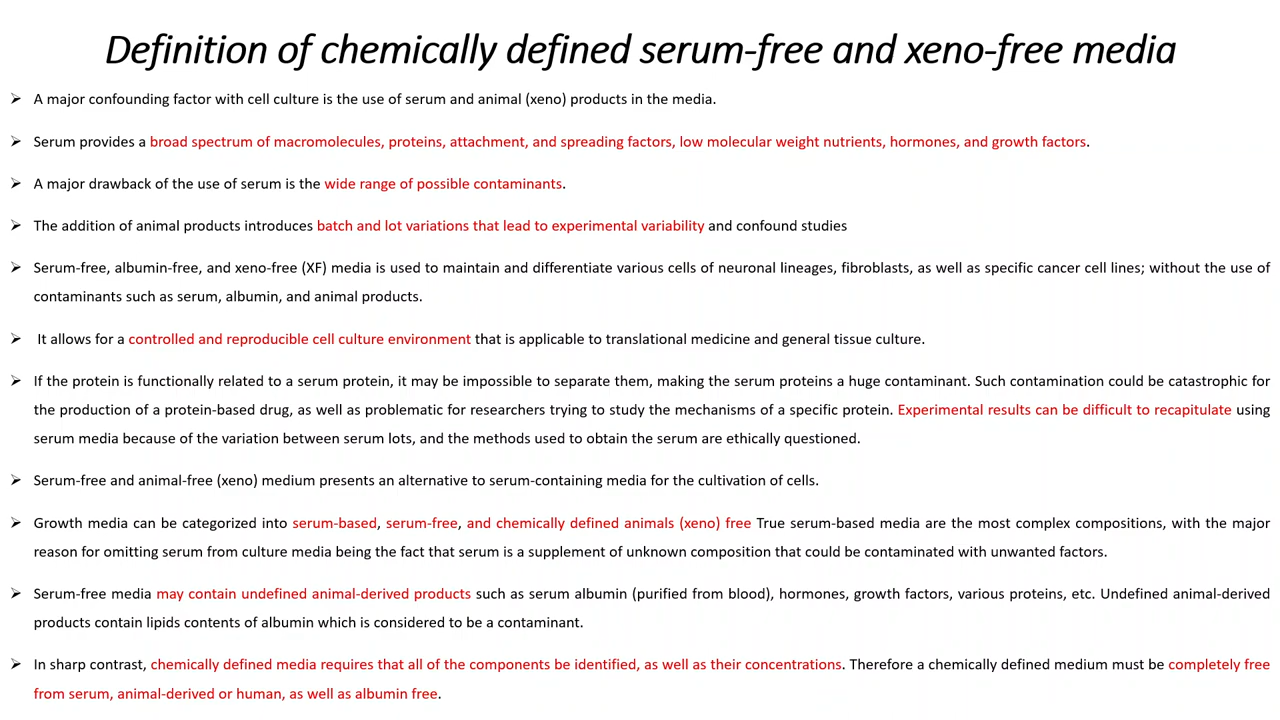 Definition of chemically defined serum-free and xeno-free media
➢ A major confounding factor with cell culture is the use of serum and animal (xeno) products in the media.
➢ Serum provides a broad spectrum of macromolecules, proteins, attachment, and spreading factors, low molecular weight nutrients, hormones, and growth factors.
➢ A major drawback of the use of serum is the wide range of possible contaminants.
➢ The addition of animal products introduces batch and lot variations that lead to experimental variability and confound studies
➢ Serum-free, albumin-free, and xeno-free (XF) media is used to maintain and differentiate various cells of neuronal lineages, fibroblasts, as well as specific cancer cell lines; without the use of
contaminants such as serum, albumin, and animal products.
➢ It allows for a controlled and reproducible cell culture environment that is applicable to translational medicine and general tissue culture.
➢ If the protein is functionally related to a serum protein, it may be impossible to separate them, making the serum proteins a huge contaminant. Such contamination could be catastrophic for
the production of a protein-based drug, as well as problematic for researchers trying to study the mechanisms of a specific protein. Experimental results can be difficult to recapitulate using
serum media because of the variation between serum lots, and the methods used to obtain the serum are ethically questioned.
➢ Serum-free and animal-free (xeno) medium presents an alternative to serum-containing media for the cultivation of cells.
➢ Growth media can be categorized into serum-based, serum-free, and chemically defined animals (xeno) free True serum-based media are the most complex compositions, with the major
reason for omitting serum from culture media being the fact that serum is a supplement of unknown composition that could be contaminated with unwanted factors.
➢ Serum-free media may contain undefined animal-derived products such as serum albumin (purified from blood), hormones, growth factors, various proteins, etc. Undefined animal-derived
products contain lipids contents of albumin which is considered to be a contaminant.
➢ In sharp contrast, chemically defined media requires that all of the components be identified, as well as their concentrations. Therefore a chemically defined medium must be completely free
from serum, animal-derived or human, as well as albumin free.